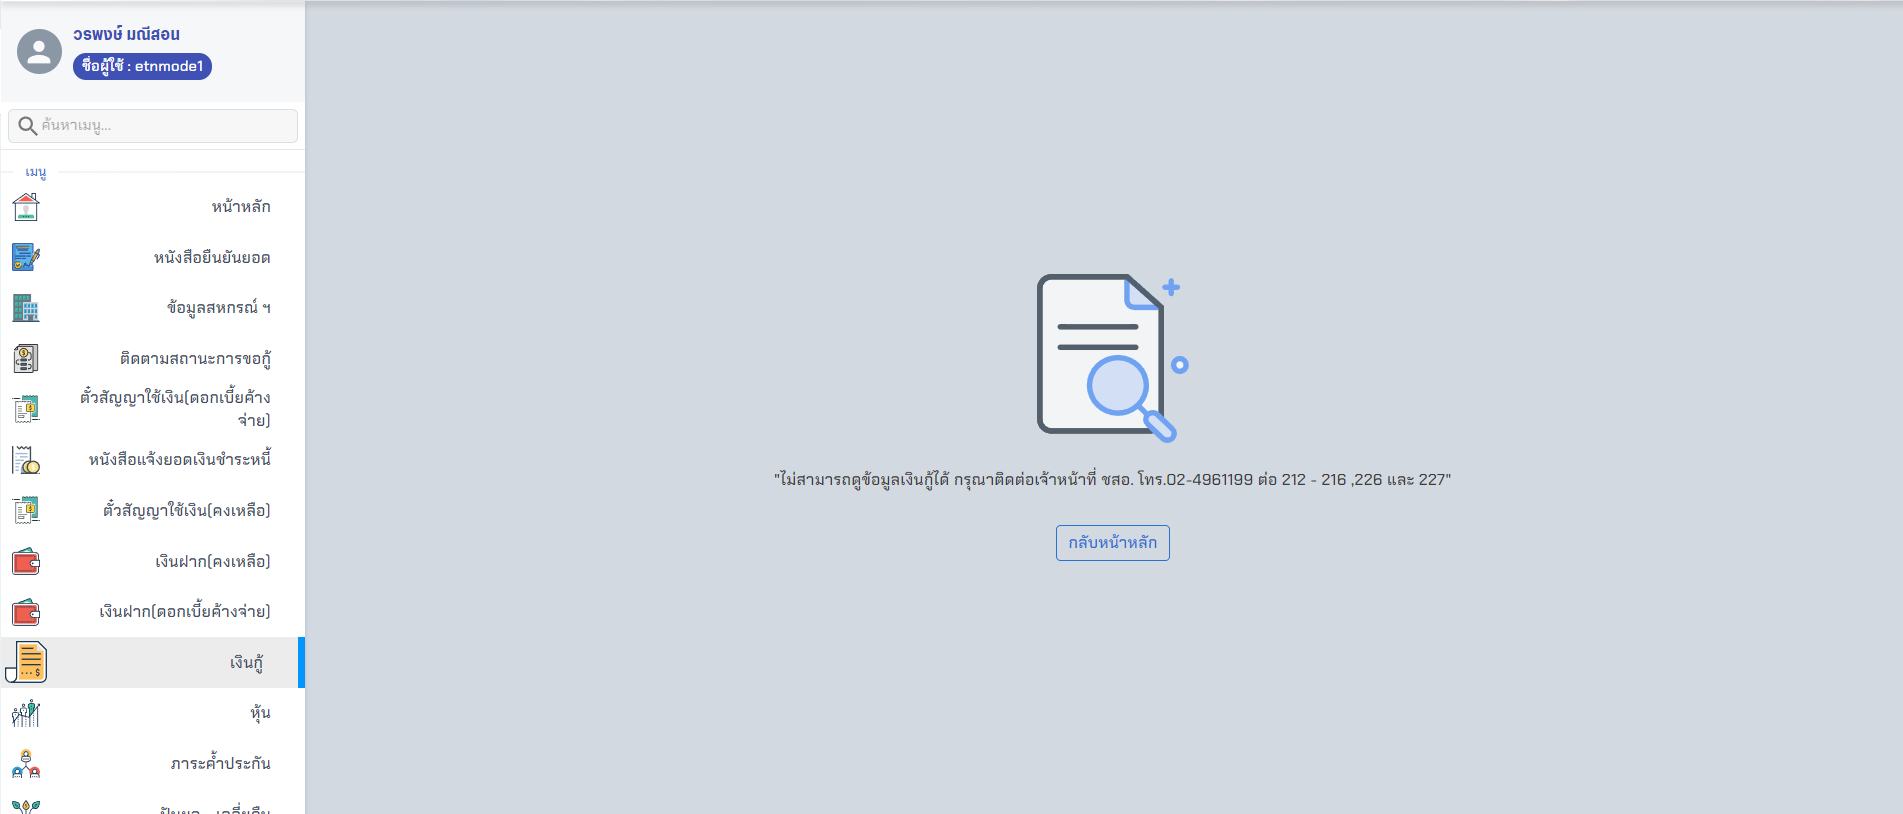 วรพงษ์ มณีสอน
ชื่อผู้ใช้ : etnmode1
ค้นหาเมนู...
เมนู
หน้าหลัก
หนังสือยืนยันยอด
ข้อมูลสหกรณ์ ฯ
ติดตามสถานะการขอกู้
ตั๋วสัญญาใช้เงิน(ดอกเบี้ยค้าง
จ่าย)
หนังสือแจ้งยอดเงินชำระหนี้
ตั๋วสัญญาใช้เงิน(คงเหลือ)
เงินฝาก(คงเหลือ)
เงินฝาก(ดอกเบี้ยค้างจ่าย)
เงินกู้
หุ้น
ภาระค้ำประกัน
"ไม่สามารถดูข้อมูลเงินกู้ได้ กรุณาติดต่อเจ้าหน้าที่ ชสอ. โทร.02-4961199 ต่อ 212 - 216 ,226 และ 227"
กลับหน้าหลัก